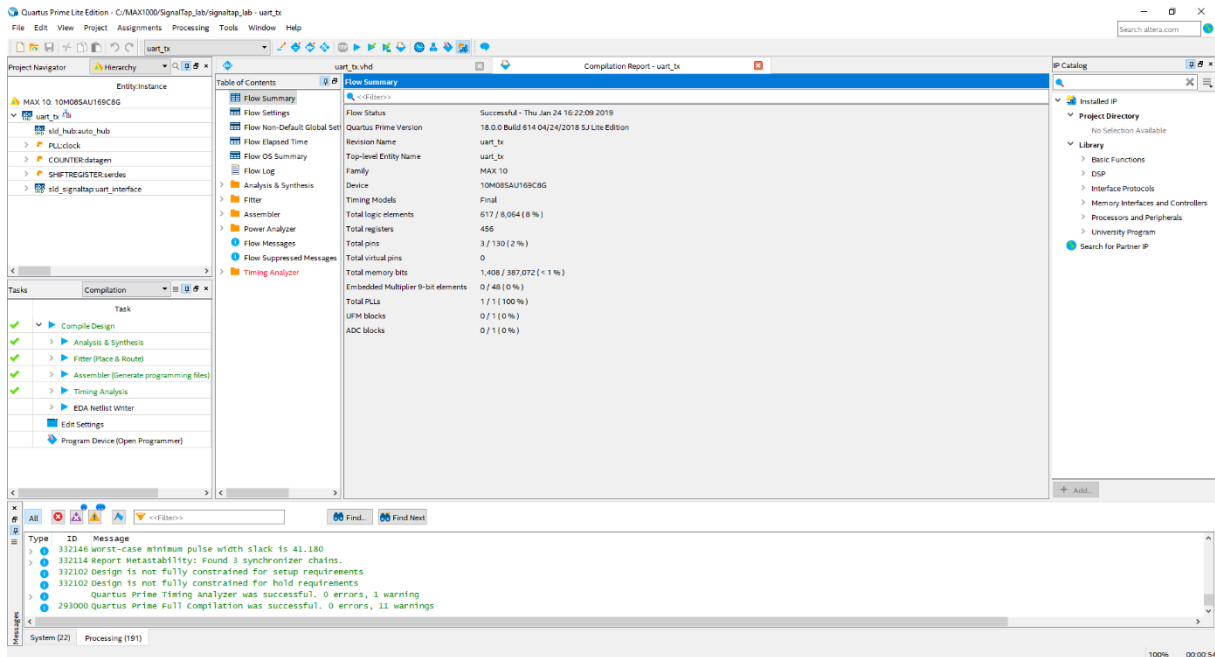 Quartus Prime Lite Edition - C:/MAX1000/SignalTap_lab/signaltap_lab - uart_tx
File Edit View Project Assignments Processing Tools Window Help
Search altera.com
uart_tx
Project Navigator
Hierarchy
uart_tx.vhd
Compilation Report - uart_tx
IP Catalog
Entity:Instance
MAX 10: 10M08SAU169C8G
uart_tx
sld_hub:auto_hub
PLL:clock
COUNTER:datagen
SHIFTREGISTER:serdes
sld_signaltap:uart_interface
Table of Contents
Flow Summary
Flow Settings
Flow Non-Default Global Set
Flow Elapsed Time
Flow OS Summary
Flow Log
Analysis & Synthesis
Fitter
Assembler
Power Analyzer
Flow Messages
Flow Suppressed Messages
Timing Analyzer
Flow Summary
<<Filter>>
Flow Status Successful - Thu Jan 24 16:22:09 2019
Quartus Prime Version 18.0.0 Build 614 04/24/2018 SJ Lite Edition
Revision Name uart_tx
Top-level Entity Name uart_tx
Family MAX 10
Device 10M08SAU169C8G
Timing Models Final
Total logic elements 617 / 8,064 ( 8 % )
Total registers 456
Total pins 3 / 130 ( 2 % )
Total virtual pins 0
Total memory bits 1,408 / 387,072 ( < 1 % )
Embedded Multiplier 9-bit elements 0 / 48 ( 0 % )
Total PLLs 1 / 1 ( 100 % )
UFM blocks 0 / 1 ( 0 % )
ADC blocks 0 / 1 ( 0 % )
Installed IP
Project Directory
No Selection Available
Library
Basic Functions
DSP
Interface Protocols
Memory Interfaces and Controllers
Processors and Peripherals
University Program
Search for Partner IP
+ Add...
Tasks
Compilation
Task
Compile Design
Analysis & Synthesis
Fitter (Place & Route)
Assembler (Generate programming files)
Timing Analysis
EDA Netlist Writer
Edit Settings
Program Device (Open Programmer)
All
<<Filter>>
Find...
Find Next
Type ID Message
332146 Worst-case minimum pulse width slack is 41.180
332114 Report Metastability: Found 3 synchronizer chains.
332102 Design is not fully constrained for setup requirements
332102 Design is not fully constrained for hold requirements
Quartus Prime Timing Analyzer was successful. 0 errors, 1 warning
293000 Quartus Prime Full Compilation was successful. 0 errors, 11 warnings
Messages
System (22)
Processing (191)
100% 00:00:54